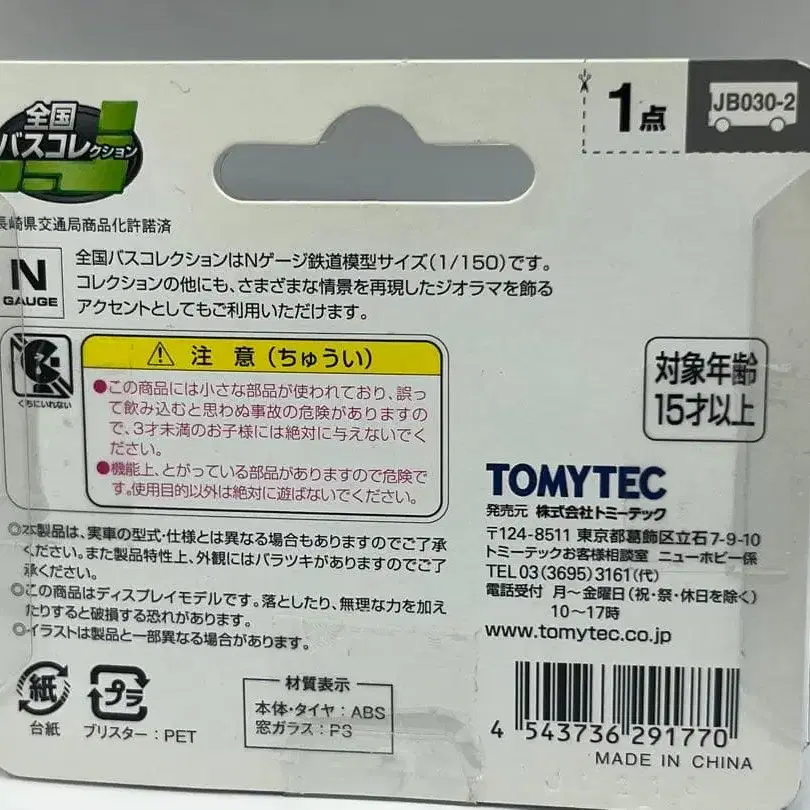 全国
バスコレクション
1点
JB030-2
長崎県交通局商品化許諾済
N
GAUGE
全国バスコレクションはNゲージ鉄道模型サイズ(1/150)です。
コレクションの他にも、さまざまな情景を再現したジオラマを飾る
アクセントとしてもご利用いただけます。
くちにいれない
注意(ちゅうい)
●この商品には小さな部品が使われており、誤っ
て飲み込むと思わぬ事故の危険がありますの
で、3才未満のお子様には絶対に与えないでく
ださい。
●機能上、とがっている部品がありますので危険で
す。使用目的以外は絶対に遊ばないでください。
対象年齢
15才以上
◎本製品は、実車の型式・仕様とは異なる場合もありますのでご了承
ください。また製品特性上、外観にはバラツキがありますのでご了
承ください。
◎この商品はディスプレイモデルです。落としたり、無理な力を加え
たりすると破損する恐れがあります。
◎イラストは製品と一部異なる場合があります。
TOMYTEC
発売元 株式会社トミーテック
〒124-8511 東京都葛飾区立石7-9-10
トミーテックお客様相談室 ニューホビー係
TEL03(3695)3161(代)
電話受付 月～金曜日(祝・祭・休日を除く)
10～17時
www.tomytec.co.jp
紙
台紙
プラ
ブリスター:PET
材質表示
本体・タイヤ:ABS
窓ガラス:PS
4 543736 291770
MADE IN CHINA